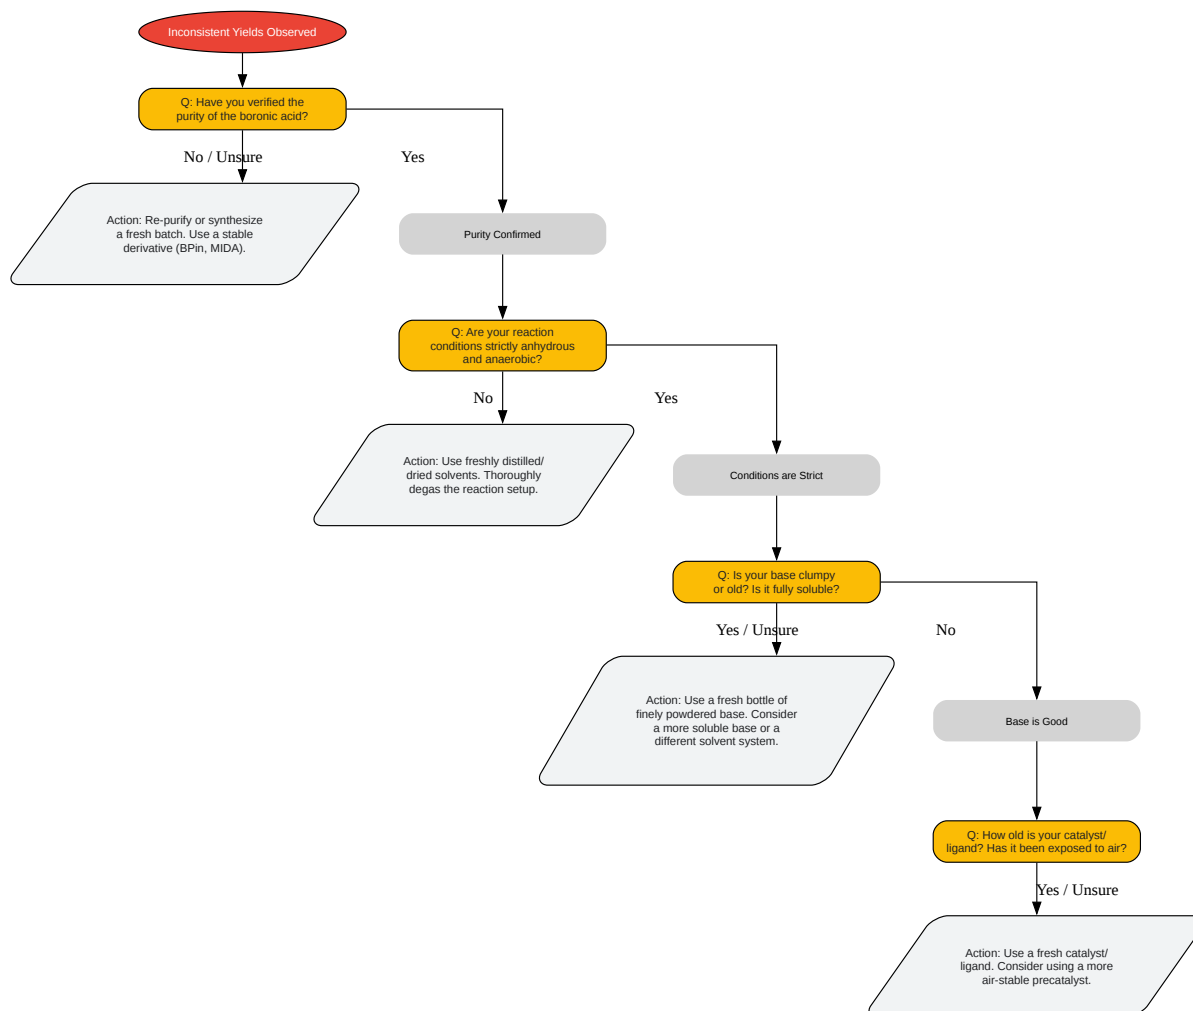 Inconsistent Yields Observed
Q: Have you verified the
purity of the boronic acid?
No / Unsure
Yes
Action: Re-purify or synthesize
a fresh batch. Use a stable
derivative (BPin, MIDA).
Purity Confirmed
Q: Are your reaction
conditions strictly anhydrous
and anaerobic?
No
Yes
Action: Use freshly distilled/
dried solvents. Thoroughly
degas the reaction setup.
Conditions are Strict
Q: Is your base clumpy
or old? Is it fully soluble?
Yes / Unsure
No
Action: Use a fresh bottle of
finely powdered base. Consider
a more soluble base or a
different solvent system.
Base is Good
Q: How old is your catalyst/
ligand? Has it been exposed to air?
Yes / Unsure
Action: Use a fresh catalyst/
ligand. Consider using a more
air-stable precatalyst.